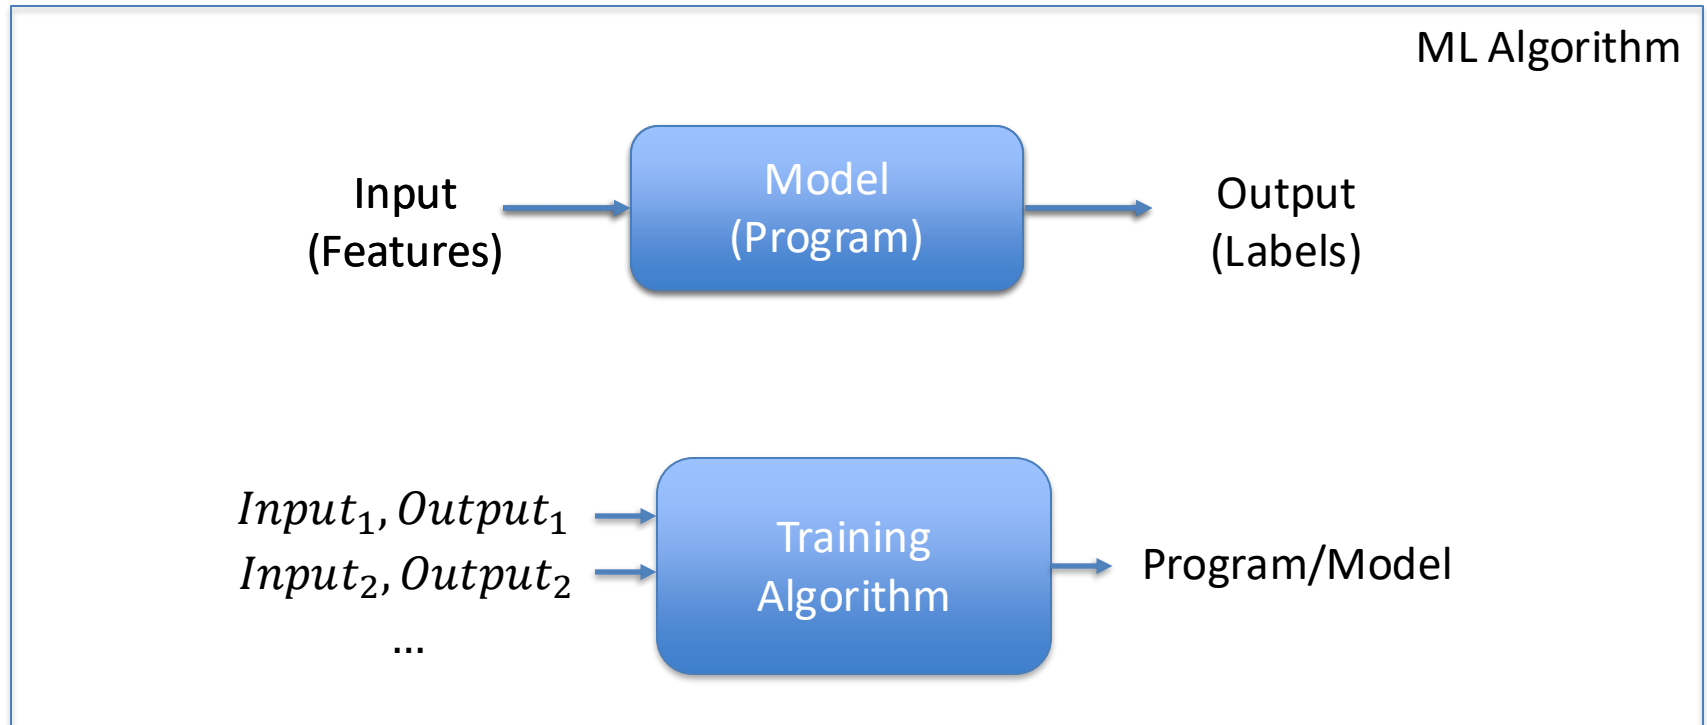 ML Algorithm
Input
(Features)
Model
(Program)
Output
(Labels)
Input₁, Output₁
Input₂, Output₂
...
Training
Algorithm
Program/Model